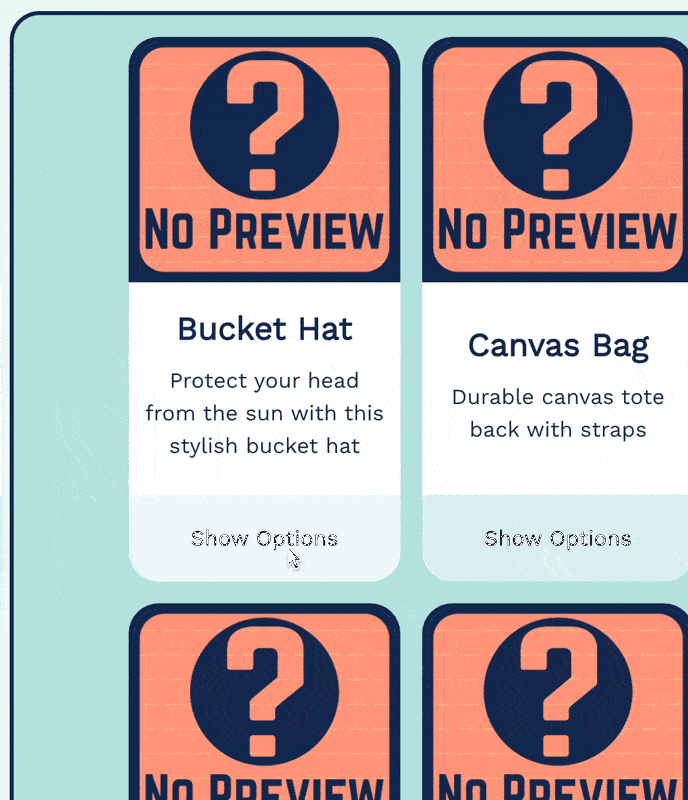 ?
No Preview
?
No Preview
Bucket Hat
Protect your head
from the sun with this
stylish bucket hat
Show Options
Canvas Bag
Durable canvas tote
back with straps
Show Options
?
No Preview
?
No Preview